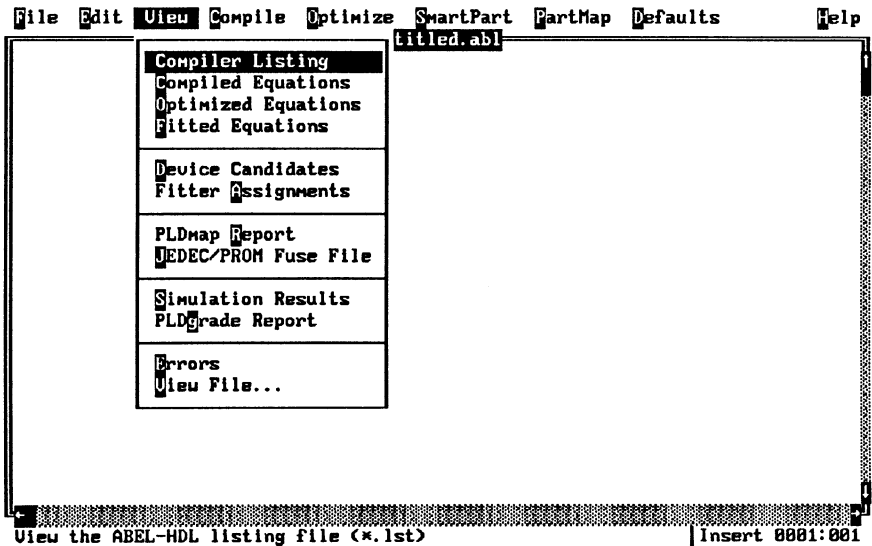 File Edit View Compile Optimize SmartPart PartMap Defaults Help
titled.abl
Compiler Listing
Compiled Equations
Optimized Equations
Fitted Equations
Device Candidates
Fitter Assignments
PLDmap Report
JEDEC/PROM Fuse File
Simulation Results
PLDgrade Report
Errors
View File...
View the ABEL-HDL listing file (*.lst) Insert 0001:001